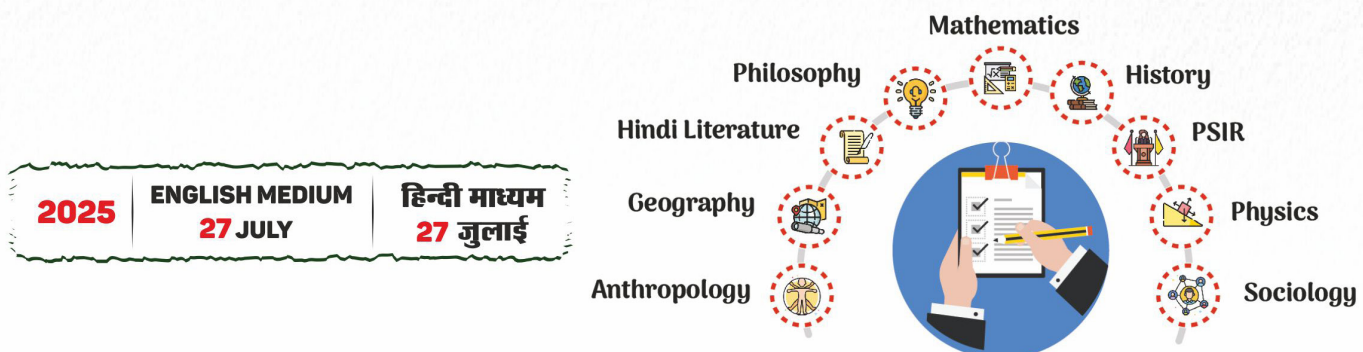 2025
ENGLISH MEDIUM
27 JULY
हिन्दी माध्यम
27 जुलाई
Mathematics
Philosophy
History
Hindi Literature
PSIR
Geography
Physics
Anthropology
Sociology